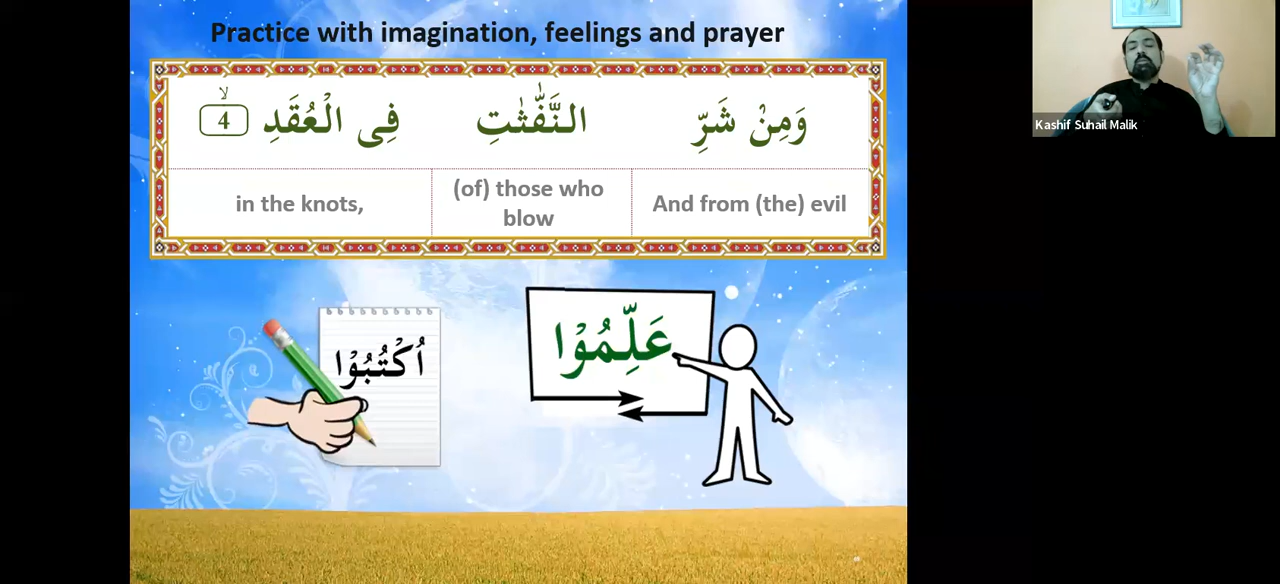 Practice with imagination, feelings and prayer
وَمِنْ شَرِّ النَّفّٰثٰتِ فِى الْعُقَدِ ۙ 4
And from (the) evil
(of) those who
blow
in the knots,
عَلِّمُوْا
اُكْتُبُوْا
Kashif Suhail Malik